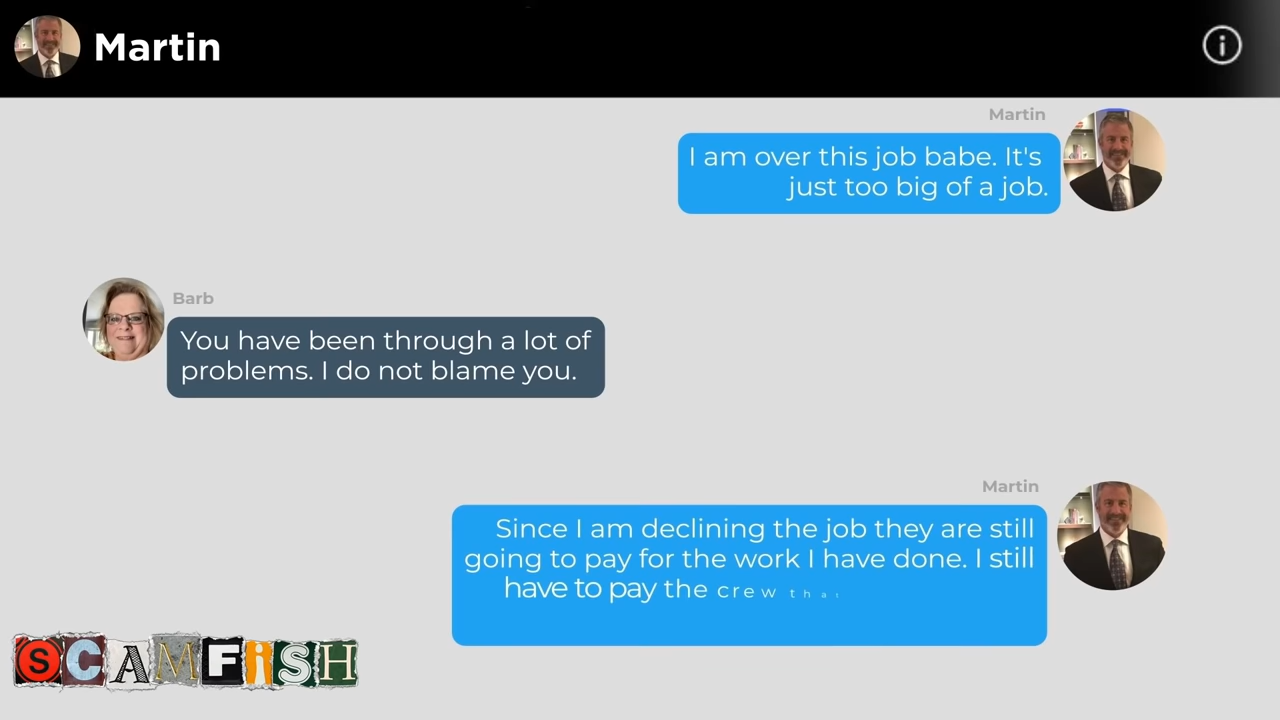 Martin
Martin
I am over this job babe. It's
just too big of a job.
Barb
You have been through a lot of
problems. I do not blame you.
Martin
Since I am declining the job they are still
going to pay for the work I have done. I still
have to pay the crew
SCAMFiSH